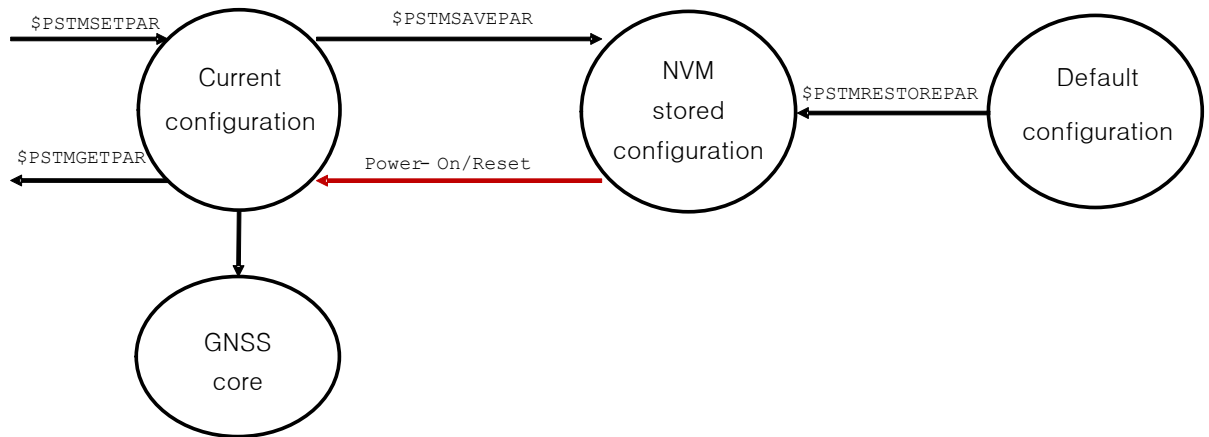 $PSTMSETPAR
$PSTMSAVEPAR
Current
configuration
NVM
stored
configuration
Default
configuration
$PSTMRESTOREPAR
$PSTMGETPAR
Power- On/Reset
GNSS
core